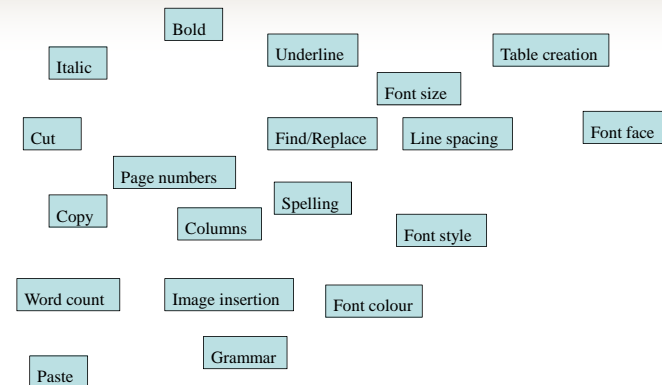 Bold
Underline
Table creation
Italic
Font size
Cut
Find/Replace
Line spacing
Font face
Page numbers
Spelling
Copy
Columns
Font style
Word count
Image insertion
Font colour
Grammar
Paste